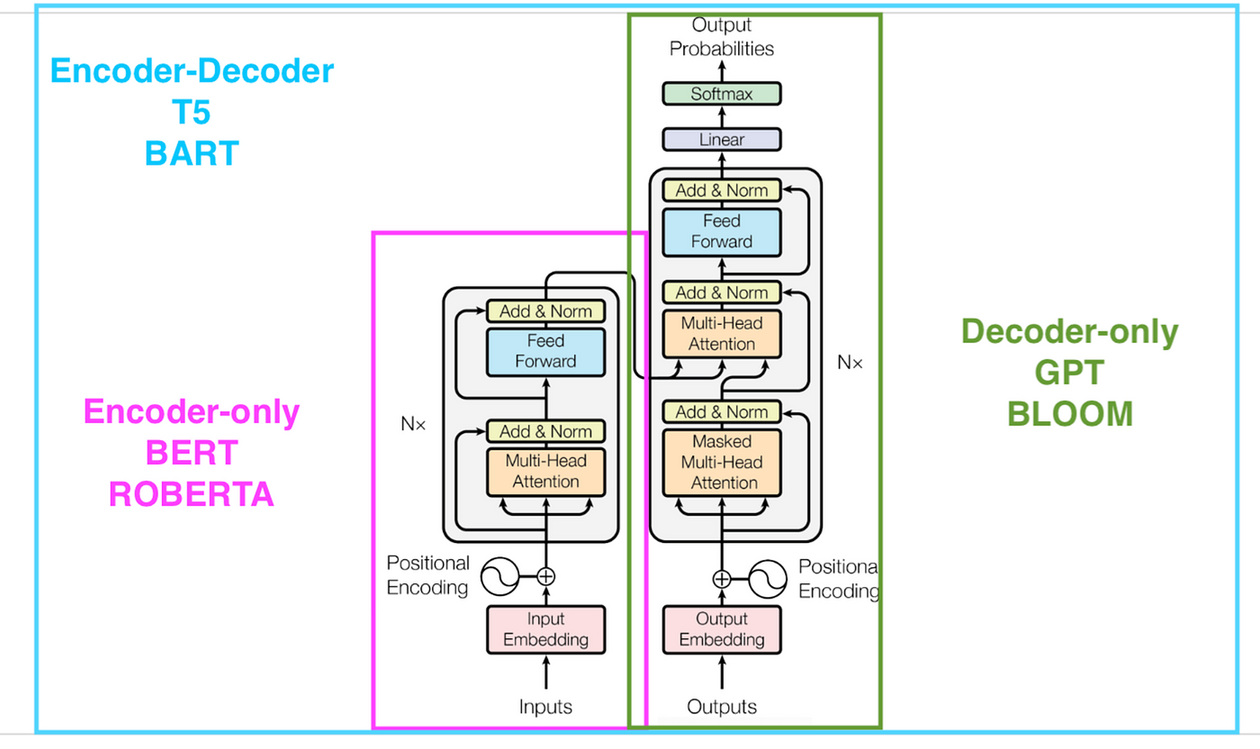 Encoder-Decoder
T5
BART
Encoder-only
BERT
ROBERTA
Output
Probabilities
Softmax
Linear
Add & Norm
Feed
Forward
Add & Norm
Multi-Head
Attention
Add & Norm
Masked
Multi-Head
Attention
Nx
Positional
Encoding
Output
Embedding
Outputs
Add & Norm
Feed
Forward
Add & Norm
Multi-Head
Attention
Nx
Positional
Encoding
Input
Embedding
Inputs
Decoder-only
GPT
BLOOM